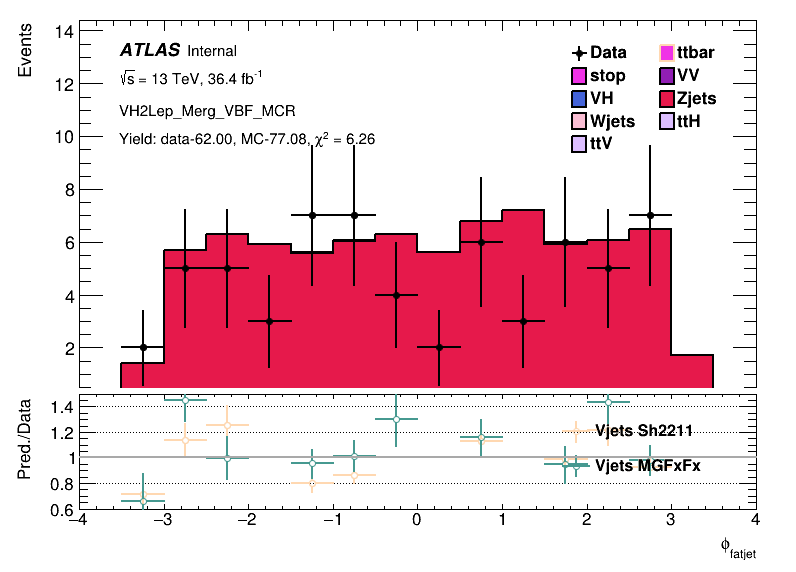 Events
14
12
10
8
6
4
2
ATLAS Internal
√s = 13 TeV, 36.4 fb⁻¹
VH2Lep_Merg_VBF_MCR
Yield: data-62.00, MC-77.08, χ² = 6.26
Data
ttbar
stop
VV
VH
Zjets
Wjets
ttH
ttV
Pred./Data
1.4
1.2
1
0.8
0.6
Vjets Sh2211
Vjets MGFxFx
−4 −3 −2 −1 0 1 2 3 4
ϕfatjet